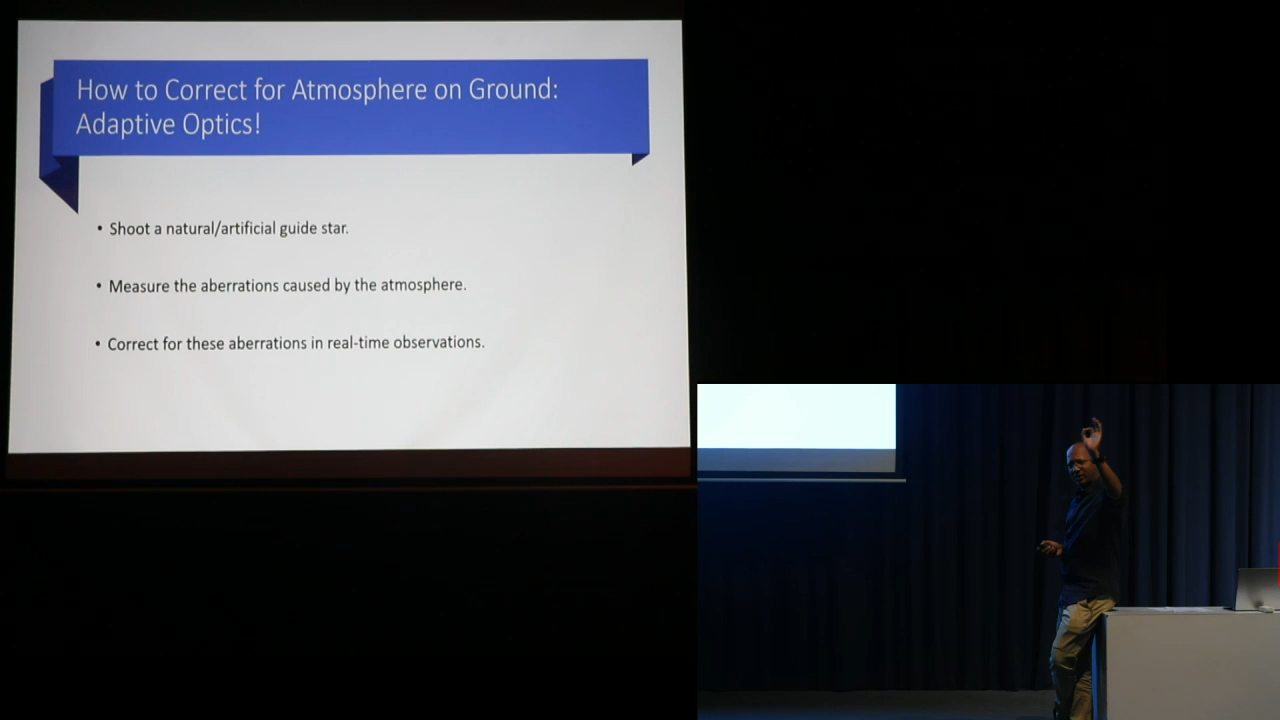 How to Correct for Atmosphere on Ground:
Adaptive Optics!
• Shoot a natural/artificial guide star.
• Measure the aberrations caused by the atmosphere.
• Correct for these aberrations in real-time observations.